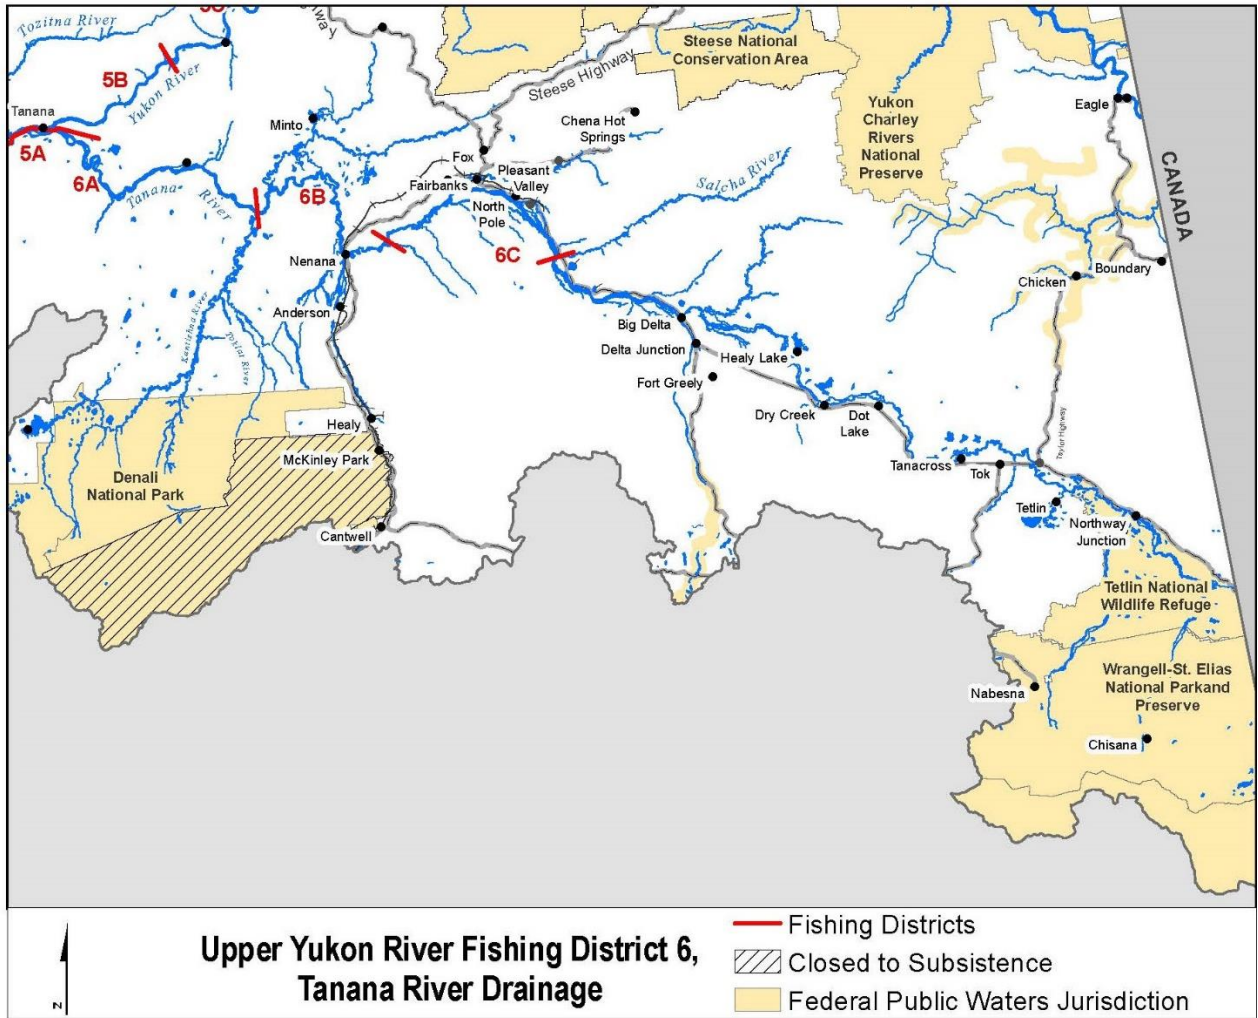 5C
Tozitna River
5B
Yukon River
Tanana
5A
6A
Tanana
River
Minto
6B
Fox
Fairbanks
North
Pole
Pleasant
Valley
Chena Hot
Springs
Steese Highway
Steese National
Conservation Area
Yukon
Charley
Rivers
National
Preserve
Eagle
CANADA
Salcha River
6C
Nenana
Anderson
Kantishna River
Toklat River
Big Delta
Delta Junction
Healy Lake
Fort Greely
Chicken
Boundary
Dry Creek
Dot
Lake
Healy
McKinley Park
Denali
National Park
Cantwell
Tanacross
Tok
Taylor Highway
Tetlin
Northway
Junction
Tetlin National
Wildlife Refuge
Nabesna
Wrangell-St. Elias
National Parkand
Preserve
Chisana
N
Upper Yukon River Fishing District 6,
Tanana River Drainage
Fishing Districts
Closed to Subsistence
Federal Public Waters Jurisdiction